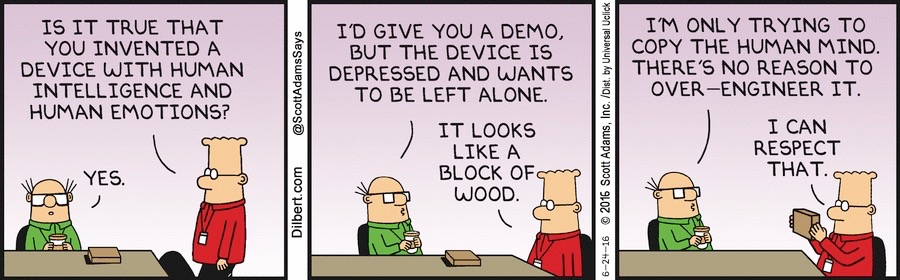 IS IT TRUE THAT
YOU INVENTED A
DEVICE WITH HUMAN
INTELLIGENCE AND
HUMAN EMOTIONS?
YES.
Dilbert.com @ScottAdamsSays
I'D GIVE YOU A DEMO,
BUT THE DEVICE IS
DEPRESSED AND WANTS
TO BE LEFT ALONE.
IT LOOKS
LIKE A
BLOCK OF
WOOD.
6-24-16 © 2016 Scott Adams, Inc. /Dist. by Universal Uclick
I'M ONLY TRYING TO
COPY THE HUMAN MIND.
THERE'S NO REASON TO
OVER–ENGINEER IT.
I CAN
RESPECT
THAT.